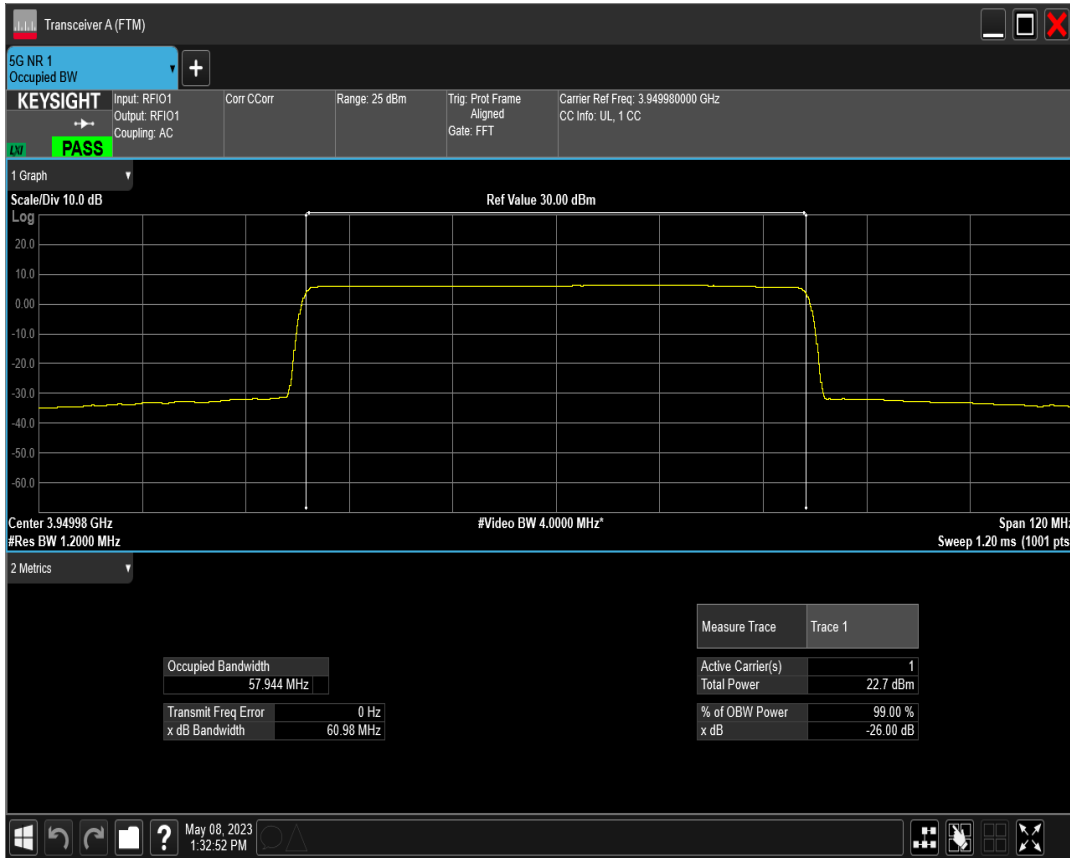 Transceiver A (FTM)
5G NR 1
Occupied BW
+
KEYSIGHT
LXI
PASS
Input: RFIO1
Output: RFIO1
Coupling: AC
Corr CCorr
Range: 25 dBm
Trig: Prot Frame
Aligned
Gate: FFT
Carrier Ref Freq: 3.949980000 GHz
CC Info: UL, 1 CC
1 Graph
Scale/Div 10.0 dB
Ref Value 30.00 dBm
Log
20.0
10.0
0.00
-10.0
-20.0
-30.0
-40.0
-50.0
-60.0
Center 3.94998 GHz
#Video BW 4.0000 MHz*
Span 120 MHz
#Res BW 1.2000 MHz
Sweep 1.20 ms (1001 pts
2 Metrics
Measure Trace Trace 1
Occupied Bandwidth
57.944 MHz
Active Carrier(s) 1
Total Power 22.7 dBm
Transmit Freq Error 0 Hz
x dB Bandwidth 60.98 MHz
% of OBW Power 99.00 %
x dB -26.00 dB
?
May 08, 2023
1:32:52 PM